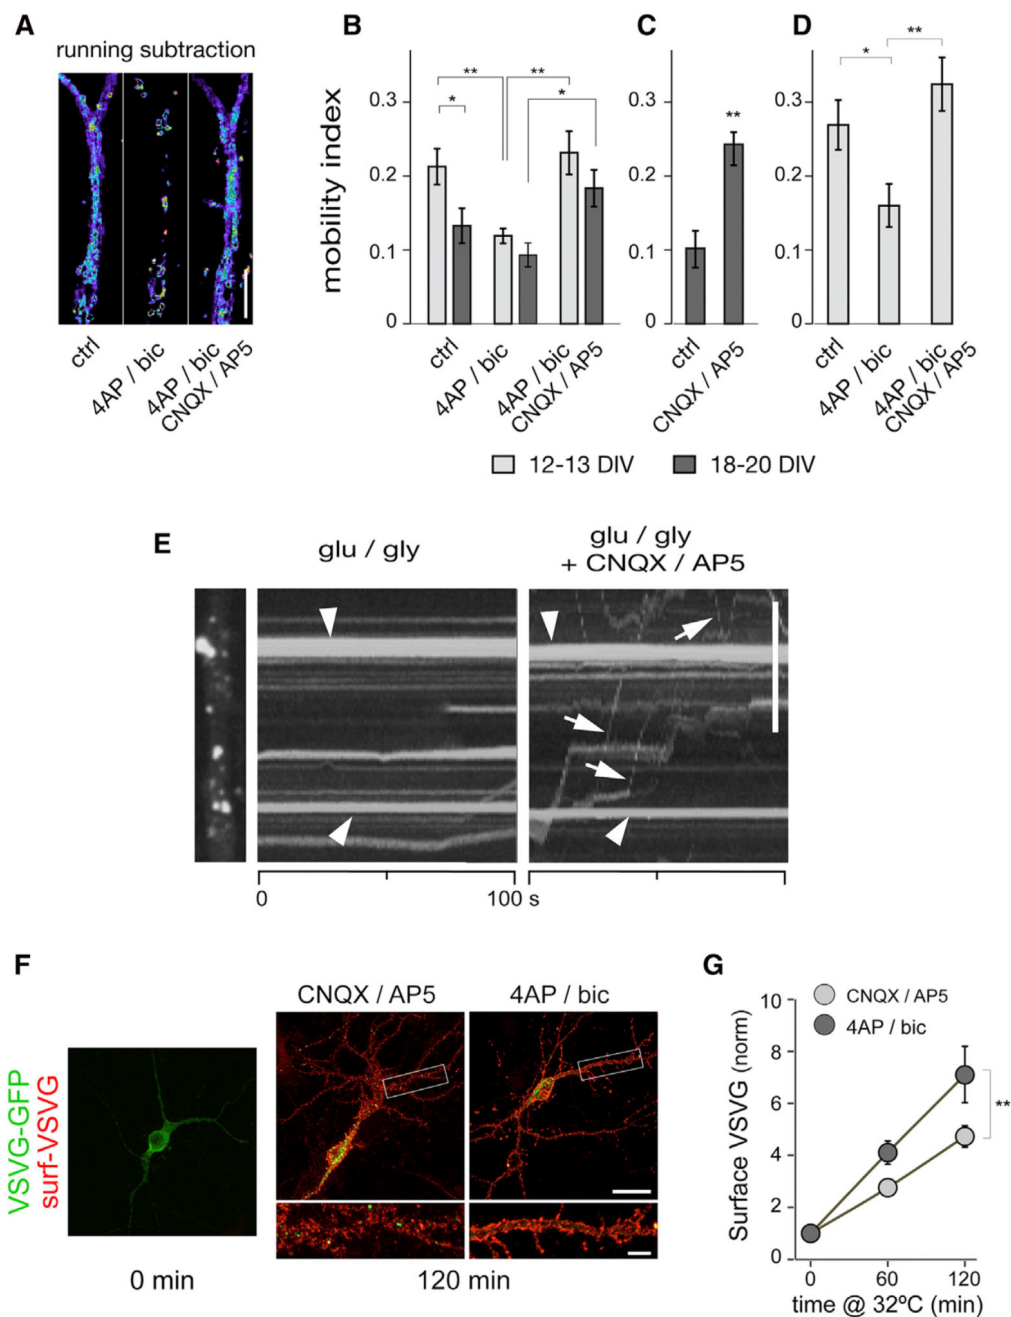 A
running subtraction
ctrl
4AP / bic
4AP / bic
CNQX / AP5
B
mobility index
0.3
0.2
0.1
0
**
**
*
*
ctrl
4AP / bic
4AP / bic
CNQX / AP5
C
0.3
0.2
0.1
0
**
ctrl
CNQX / AP5
D
0.3
0.2
0.1
0
*
**
ctrl
4AP / bic
4AP / bic
CNQX / AP5
12-13 DIV
18-20 DIV
E
glu / gly
glu / gly
+ CNQX / AP5
0
100 s
F
VSVG-GFP
surf-VSVG
CNQX / AP5
4AP / bic
0 min
120 min
G
Surface VSVG (norm)
10
8
6
4
2
0
CNQX / AP5
4AP / bic
**
0
60
120
time @ 32ºC (min)